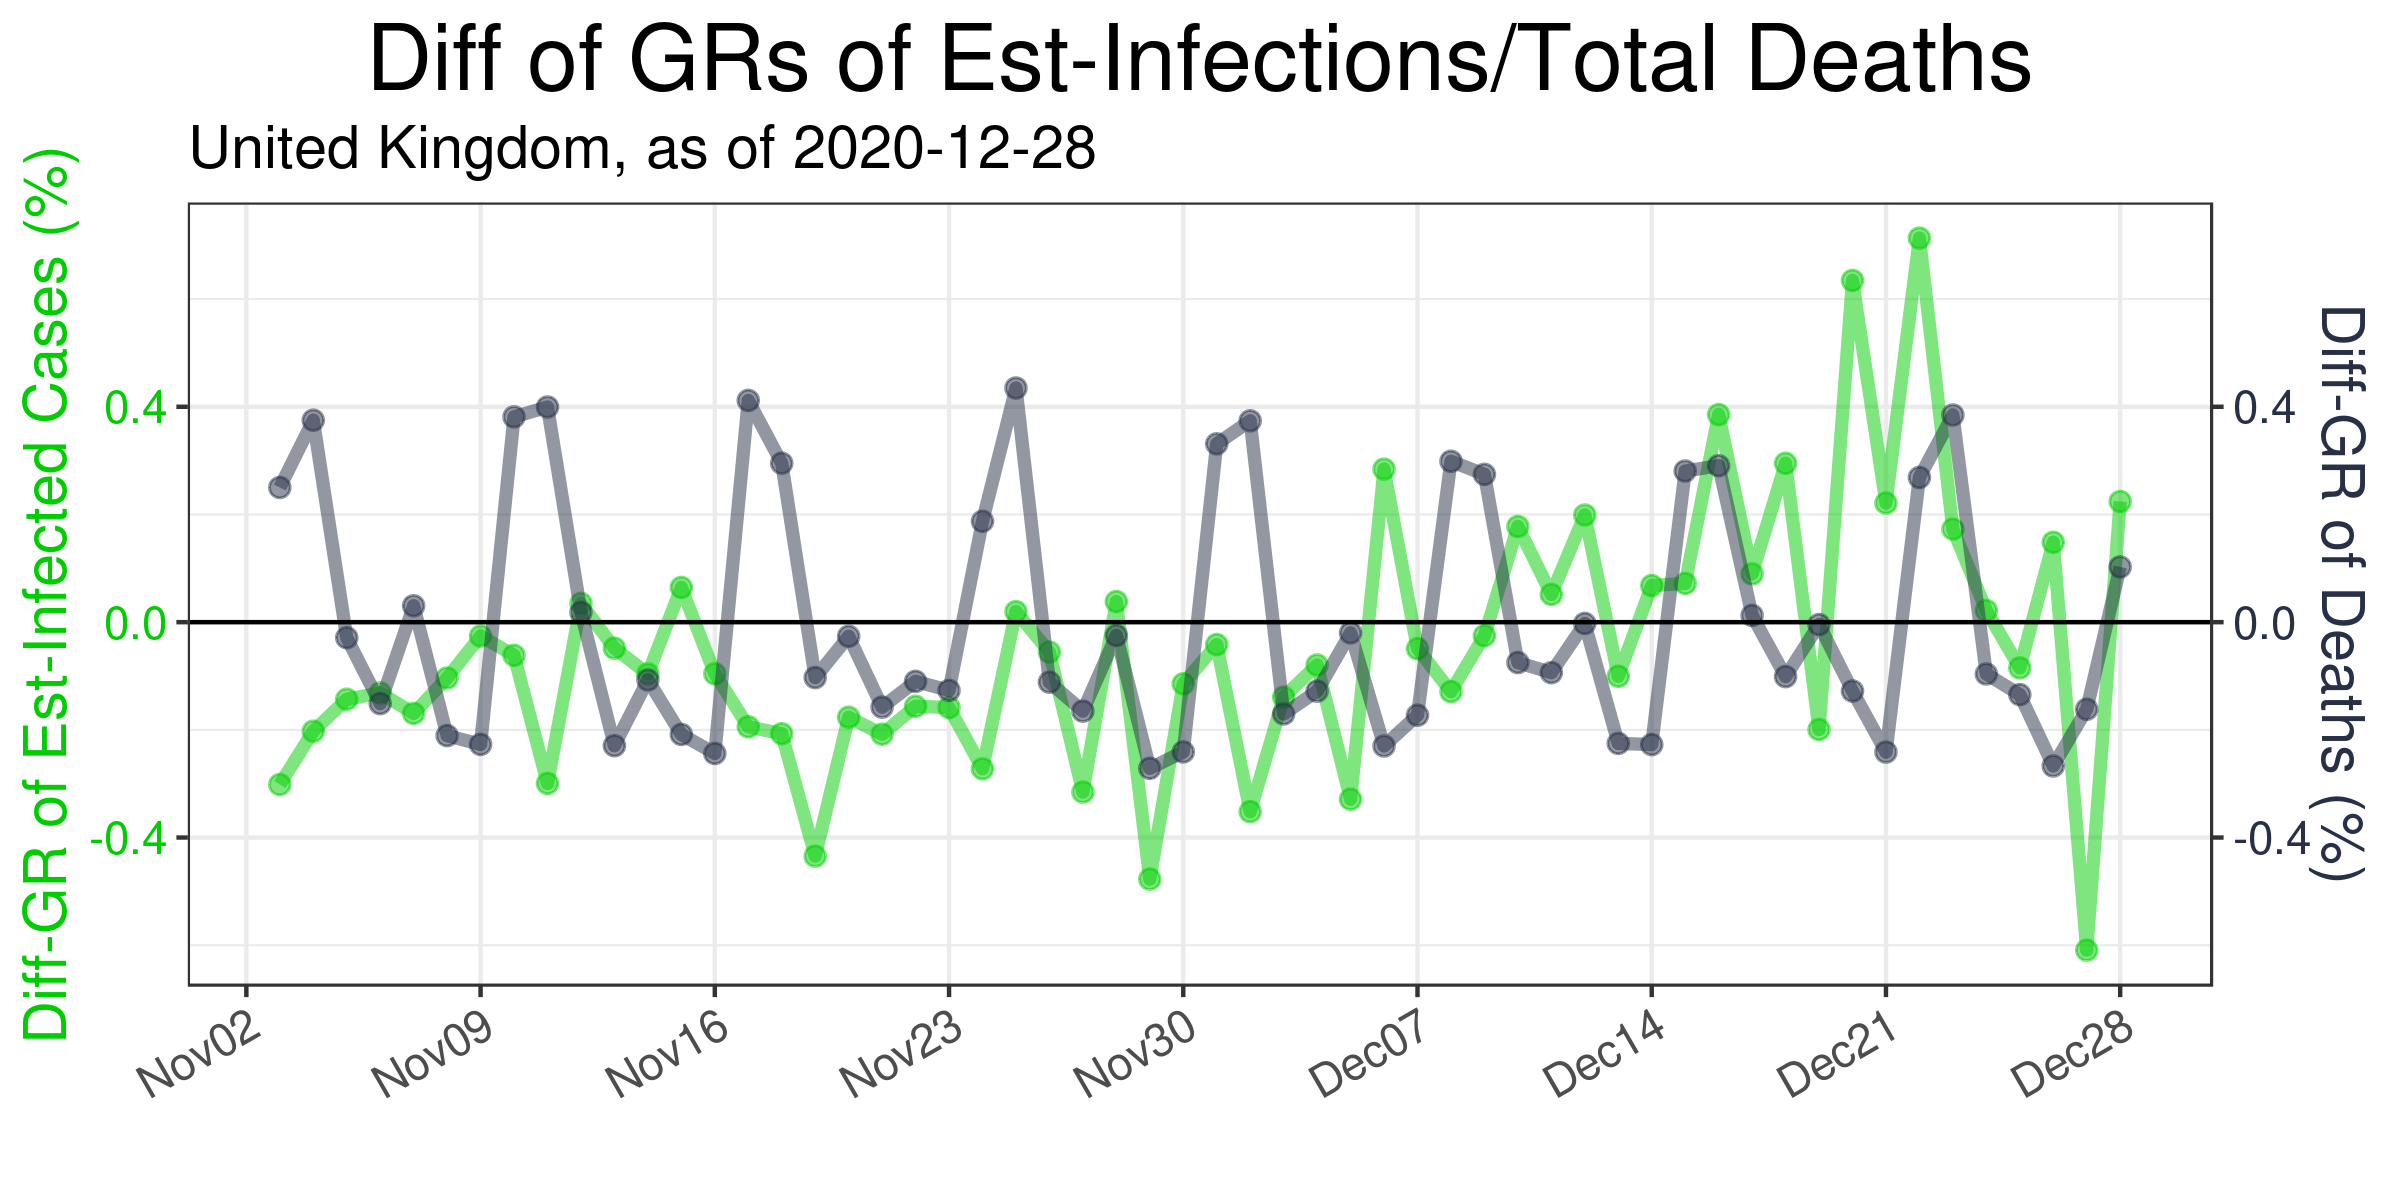 Diff of GRs of Est-Infections/Total Deaths
United Kingdom, as of 2020-12-28
Diff-GR of Est-Infected Cases (%)
0.4
0.0
-0.4
0.4
0.0
-0.4
Diff-GR of Deaths (%)
Nov02
Nov09
Nov16
Nov23
Nov30
Dec07
Dec14
Dec21
Dec28